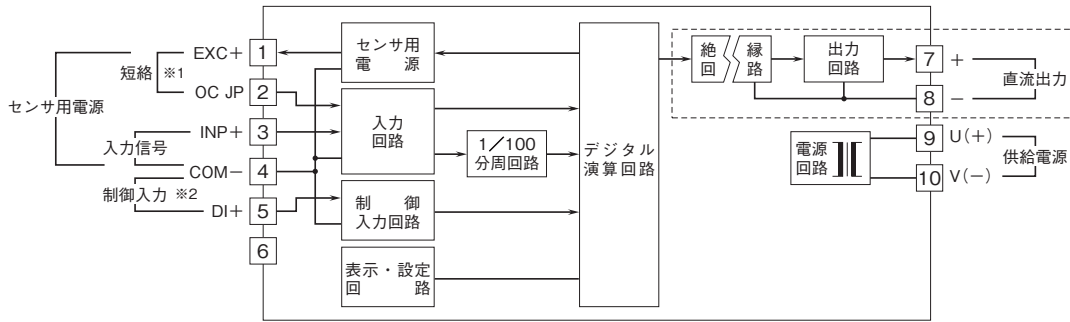 センサ用電源
EXC+
短絡 ※1
OC JP
INP+
入力信号
COM−
制御入力 ※2
DI+
1
2
3
4
5
6
センサ用
電 源
入力
回路
1/100
分周回路
制 御
入力回路
表示・設定
回 路
デジタル
演算回路
絶 縁
回 路
出力
回路
電源
回路
7
8
9
10
+
−
直流出力
U(+)
V(−)
供給電源